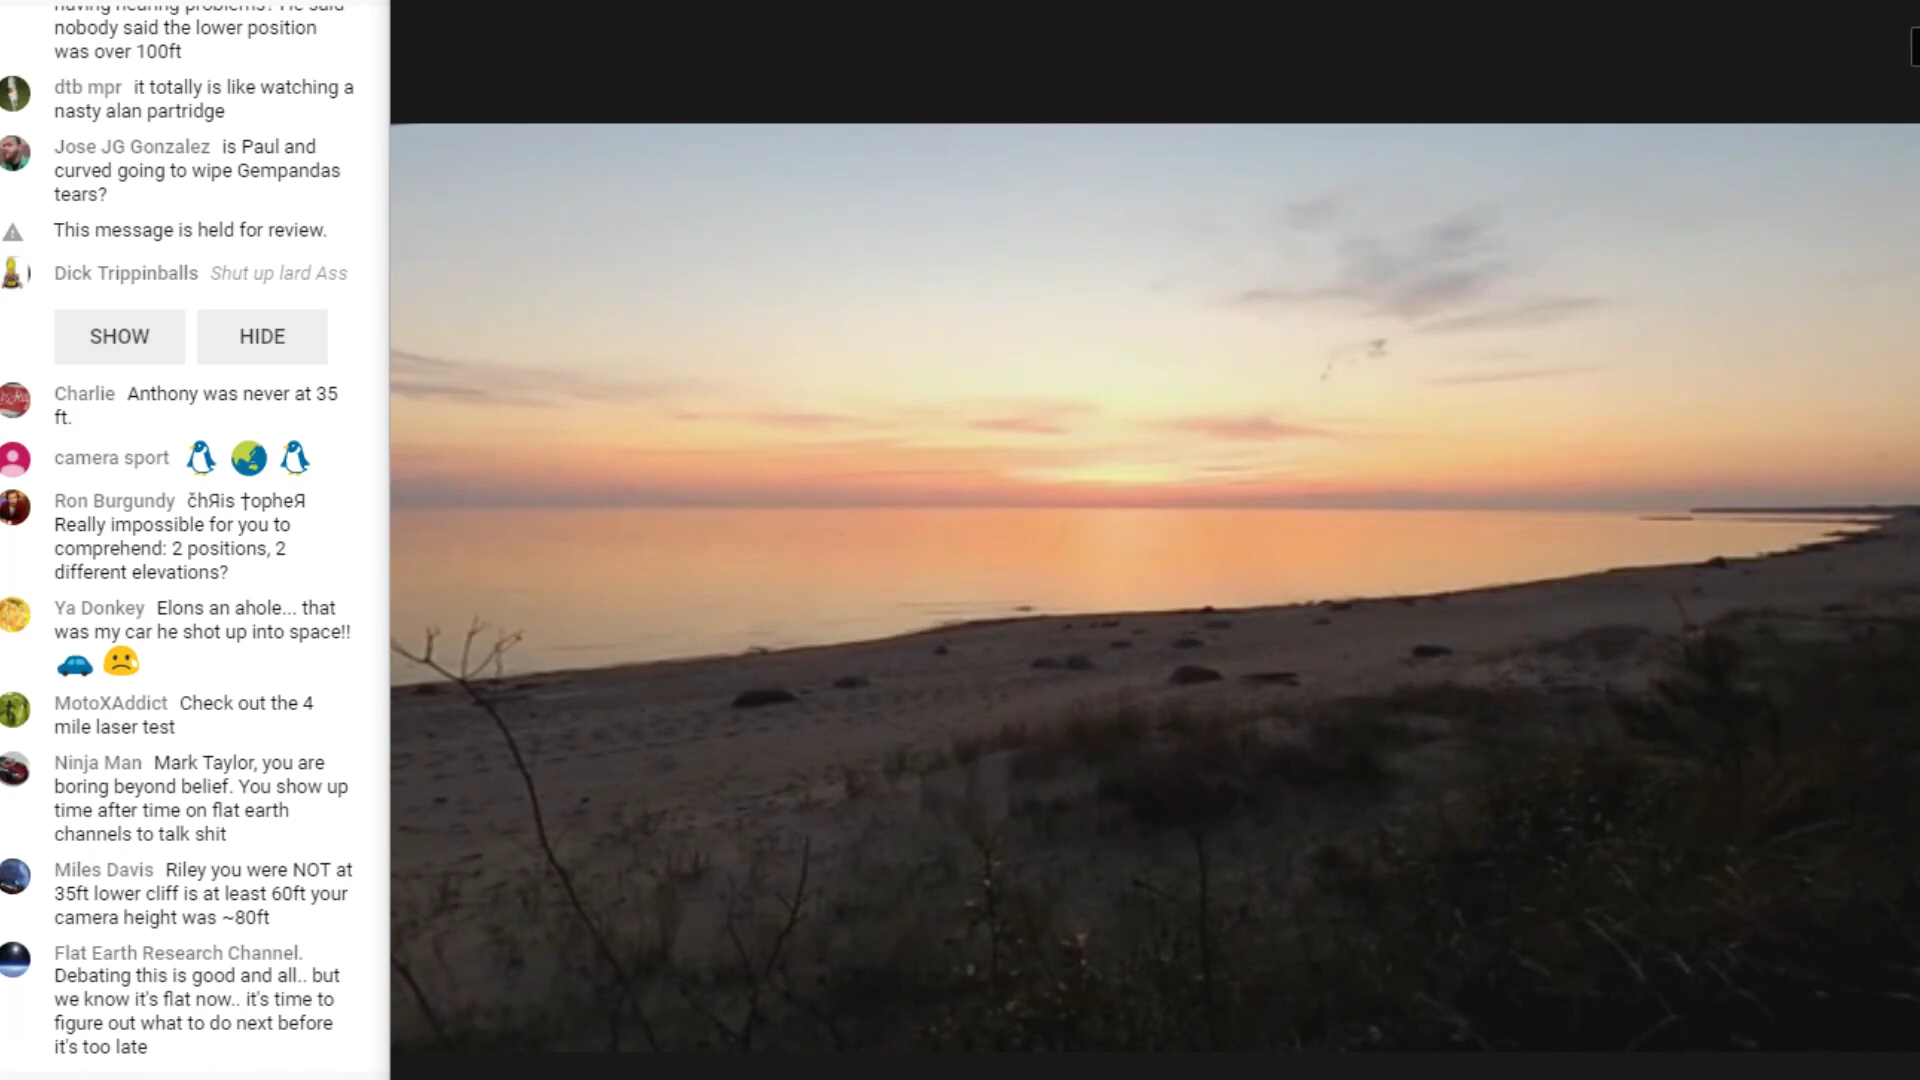 having hearing problems? He said
nobody said the lower position
was over 100ft
dtb mpr it totally is like watching a
nasty alan partridge
Jose JG Gonzalez is Paul and
curved going to wipe Gempandas
tears?
This message is held for review.
Dick Trippinballs Shut up lard Ass
SHOW HIDE
Charlie Anthony was never at 35
ft.
camera sport
Ron Burgundy čhЯis †opheЯ
Really impossible for you to
comprehend: 2 positions, 2
different elevations?
Ya Donkey Elons an ahole... that
was my car he shot up into space!!
MotoXAddict Check out the 4
mile laser test
Ninja Man Mark Taylor, you are
boring beyond belief. You show up
time after time on flat earth
channels to talk shit
Miles Davis Riley you were NOT at
35ft lower cliff is at least 60ft your
camera height was ~80ft
Flat Earth Research Channel.
Debating this is good and all.. but
we know it's flat now.. it's time to
figure out what to do next before
it's too late